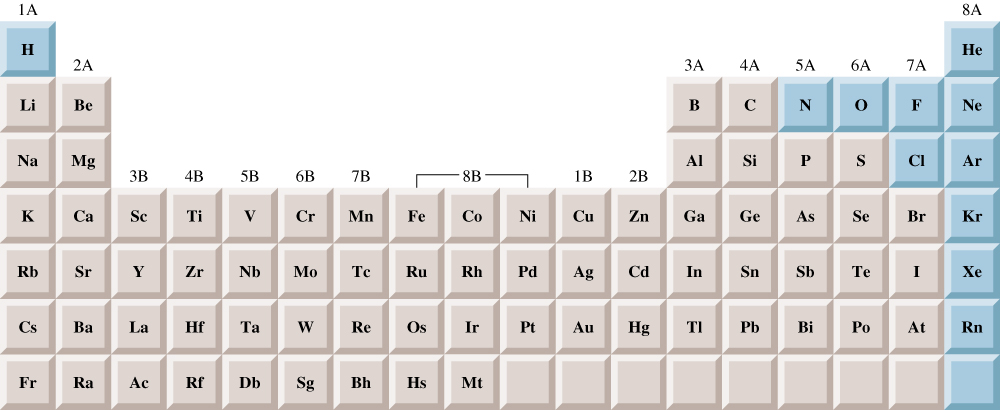 1A 8A
H He
2A 3A 4A 5A 6A 7A
Li Be B C N O F Ne
Na Mg Al Si P S Cl Ar
3B 4B 5B 6B 7B 8B 1B 2B
K Ca Sc Ti V Cr Mn Fe Co Ni Cu Zn Ga Ge As Se Br Kr
Rb Sr Y Zr Nb Mo Tc Ru Rh Pd Ag Cd In Sn Sb Te I Xe
Cs Ba La Hf Ta W Re Os Ir Pt Au Hg Tl Pb Bi Po At Rn
Fr Ra Ac Rf Db Sg Bh Hs Mt